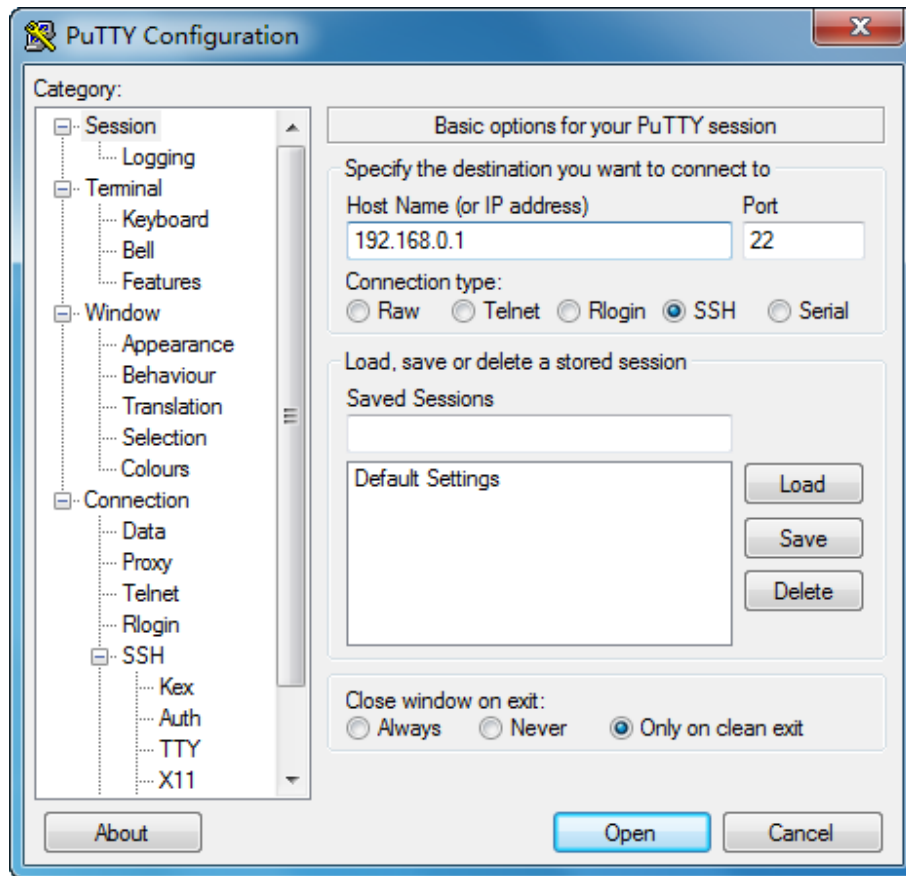 PuTTY Configuration
Category:
Session
Logging
Terminal
Keyboard
Bell
Features
Window
Appearance
Behaviour
Translation
Selection
Colours
Connection
Data
Proxy
Telnet
Rlogin
SSH
Kex
Auth
TTY
X11
Basic options for your PuTTY session
Specify the destination you want to connect to
Host Name (or IP address) Port
192.168.0.1 22
Connection type:
Raw Telnet Rlogin SSH Serial
Load, save or delete a stored session
Saved Sessions
Default Settings
Load
Save
Delete
Close window on exit:
Always Never Only on clean exit
About Open Cancel